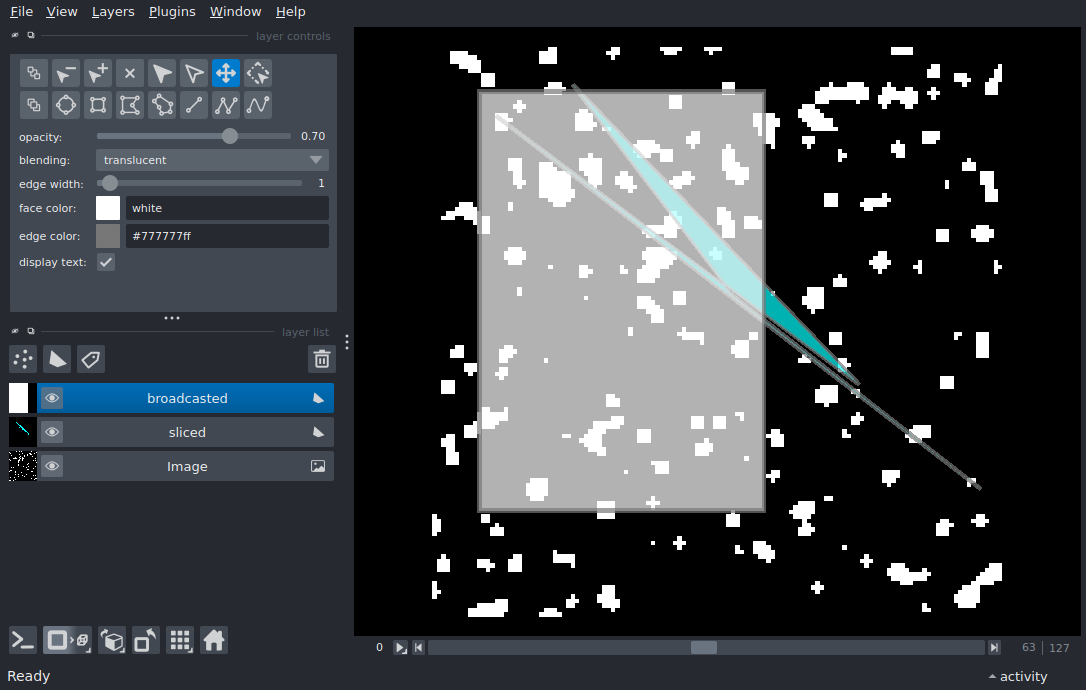 File View Layers Plugins Window Help
layer controls
opacity: 0.70
blending: translucent
edge width: 1
face color: white
edge color: #777777ff
display text:
layer list
broadcasted
sliced
Image
0 63 127
Ready activity